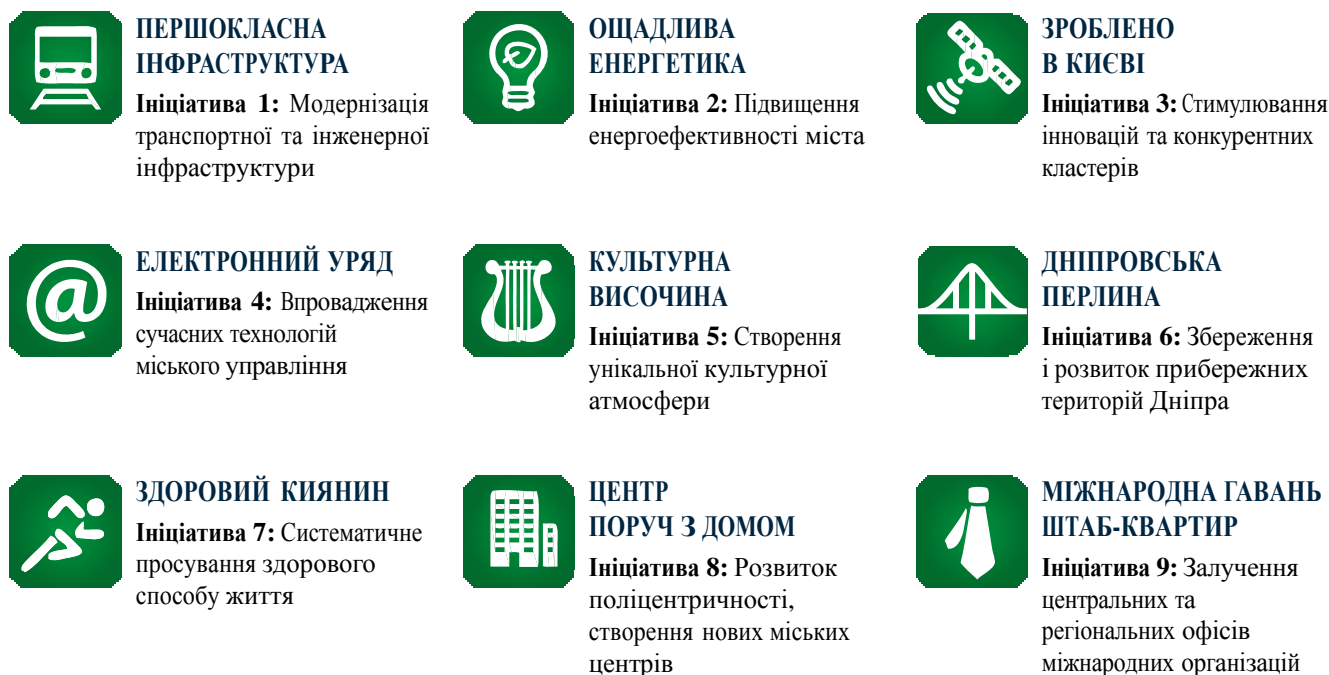 ПЕРШОКЛАСНА
ІНФРАСТРУКТУРА
Ініціатива 1: Модернізація
транспортної та інженерної
інфраструктури
ОЩАДЛИВА
ЕНЕРГЕТИКА
Ініціатива 2: Підвищення
енергоефективності міста
ЗРОБЛЕНО
В КИЄВІ
Ініціатива 3: Стимулювання
інновацій та конкурентних
кластерів
ЕЛЕКТРОННИЙ УРЯД
Ініціатива 4: Впровадження
сучасних технологій
міського управління
КУЛЬТУРНА
ВИСОЧИНА
Ініціатива 5: Створення
унікальної культурної
атмосфери
ДНІПРОВСЬКА
ПЕРЛИНА
Ініціатива 6: Збереження
і розвиток прибережних
територій Дніпра
ЗДОРОВИЙ КИЯНИН
Ініціатива 7: Систематичне
просування здорового
способу життя
ЦЕНТР
ПОРУЧ З ДОМОМ
Ініціатива 8: Розвиток
поліцентричності,
створення нових міських
центрів
МІЖНАРОДНА ГАВАНЬ
ШТАБ-КВАРТИР
Ініціатива 9: Залучення
центральних та
регіональних офісів
міжнародних організацій